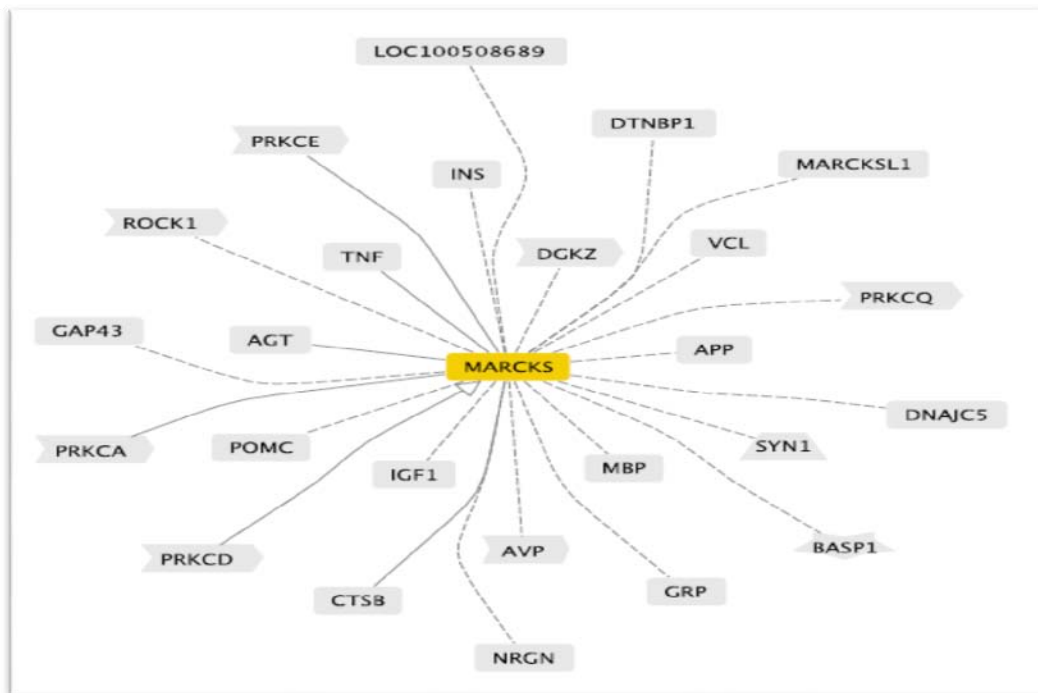 LOC100508689
DTNBP1
PRKCE
MARCKSL1
INS
ROCK1
VCL
DGKZ
TNF
PRKCQ
GAP43
AGT
APP
MARCKS
DNAJC5
POMC
SYN1
PRKCA
MBP
IGF1
BASP1
AVP
PRKCD
GRP
CTSB
NRGN